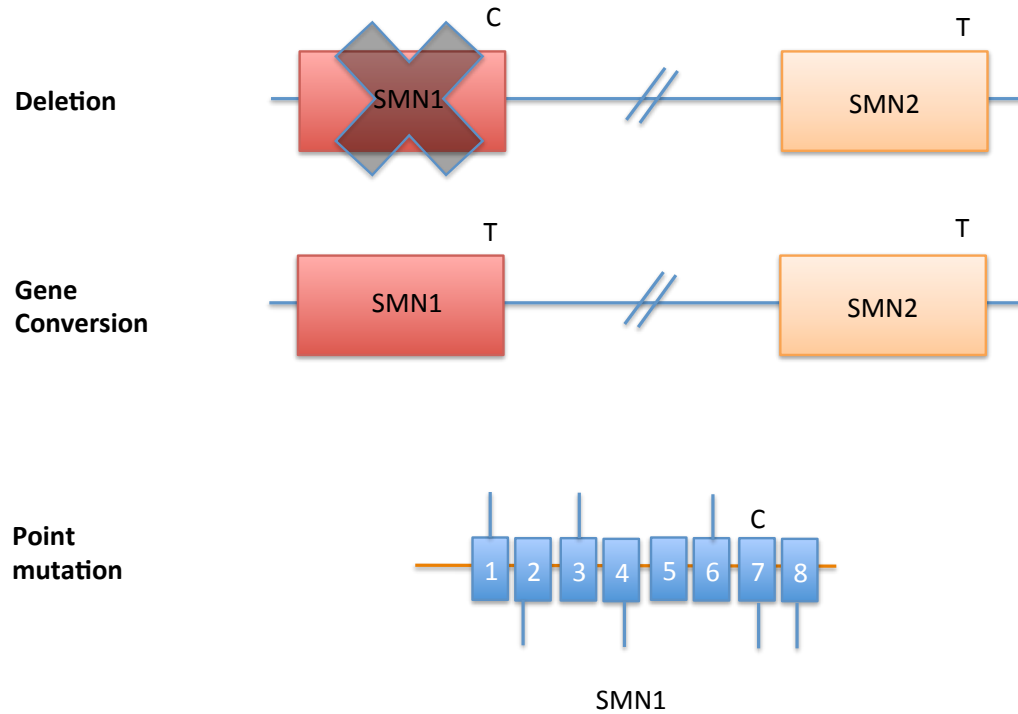 C
T
Deletion
SMN1
SMN2
T
T
Gene
Conversion
SMN1
SMN2
Point
mutation
C
1 2 3 4 5 6 7 8
SMN1